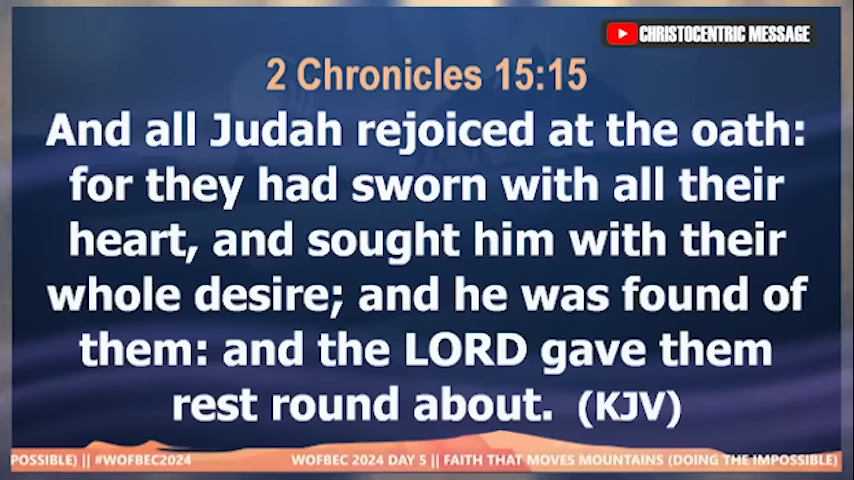 CHRISTOCENTRIC MESSAGE
2 Chronicles 15:15
And all Judah rejoiced at the oath:
for they had sworn with all their
heart, and sought him with their
whole desire; and he was found of
them: and the LORD gave them
rest round about. (KJV)
POSSIBLE) || #WOFBEC2024 WOFBEC 2024 DAY 5 || FAITH THAT MOVES MOUNTAINS (DOING THE IMPOSSIBLE)